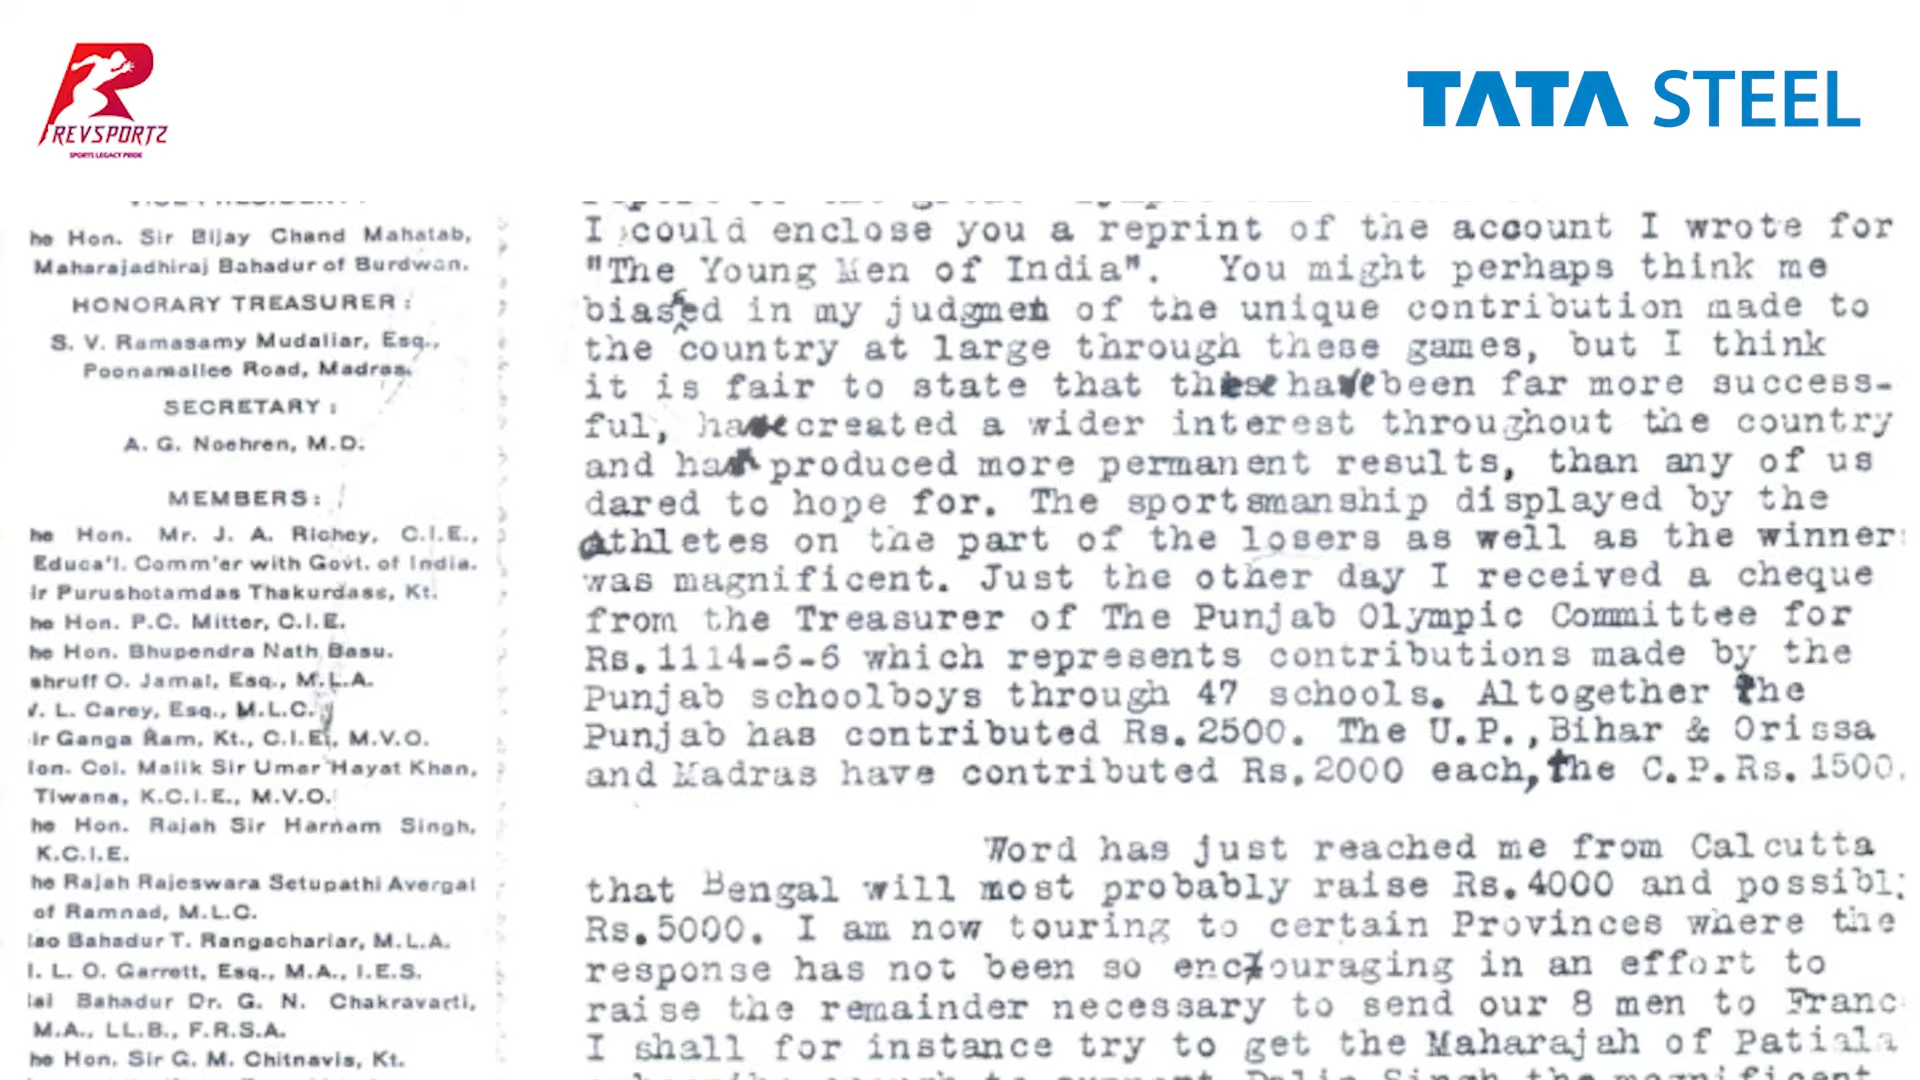 REVSPORTZ
SPORTS LEGACY PRIDE
TATA STEEL
he Hon. Sir Bijay Chand Mahatab,
Maharajadhiraj Bahadur of Burdwan.
HONORARY TREASURER:
S. V. Ramasamy Mudaliar, Esq.,
Poonamallee Road, Madras.
SECRETARY:
A. G. Noehren, M.D.
MEMBERS:
he Hon. Mr. J. A. Richey, C.I.E.,
Educa'l. Comm'er with Govt. of India.
ir Purushotamdas Thakurdass, Kt.
he Hon. P.C. Mitter, C.I.E.
he Hon. Bhupendra Nath Basu.
shruff O. Jamal, Esq., M.L.A.
. L. Carey, Esq., M.L.C.
ir Ganga Ram, Kt., C.I.E., M.V.O.
Ion. Col. Malik Sir Umar Hayat Khan,
Tiwana, K.C.I.E., M.V.O.
he Hon. Rajah Sir Harnam Singh,
K.C.I.E.
he Rajah Rajeswara Setupathi Avergal
of Ramnad, M.L.C.
ao Bahadur T. Rangachariar, M.L.A.
. L. O. Garrett, Esq., M.A., I.E.S.
ai Bahadur Dr. G. N. Chakravarti,
M.A., LL.B., F.R.S.A.
he Hon. Sir G. M. Chitnavis, Kt.
I could enclose you a reprint of the account I wrote for
"The Young Men of India". You might perhaps think me
biassed in my judgment of the unique contribution made to
the country at large through these games, but I think
it is fair to state that these have been far more success-
ful, have created a wider interest throughout the country
and have produced more permanent results, than any of us
dared to hope for. The sportsmanship displayed by the
athletes on the part of the losers as well as the winner
was magnificent. Just the other day I received a cheque
from the Treasurer of The Punjab Olympic Committee for
Rs.1114-6-6 which represents contributions made by the
Punjab schoolboys through 47 schools. Altogether the
Punjab has contributed Rs.2500. The U.P.,Bihar & Orissa
and Madras have contributed Rs.2000 each,the C.P.Rs.1500.
Word has just reached me from Calcutta
that Bengal will most probably raise Rs.4000 and possibl
Rs.5000. I am now touring to certain Provinces where the
response has not been so encouraging in an effort to
raise the remainder necessary to send our 8 men to Franc
I shall for instance try to get the Maharajah of Patiala